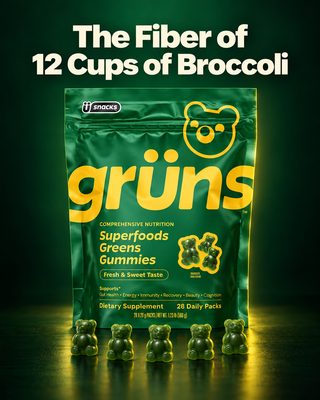 The Fiber of
12 Cups of Broccoli
snacks
grüns
COMPREHENSIVE NUTRITION
Superfoods
Greens
Gummies
Fresh & Sweet Taste
Supports*
Gut Health • Energy • Immunity • Recovery • Beauty • Cognition
Dietary Supplement
28 Daily Packs